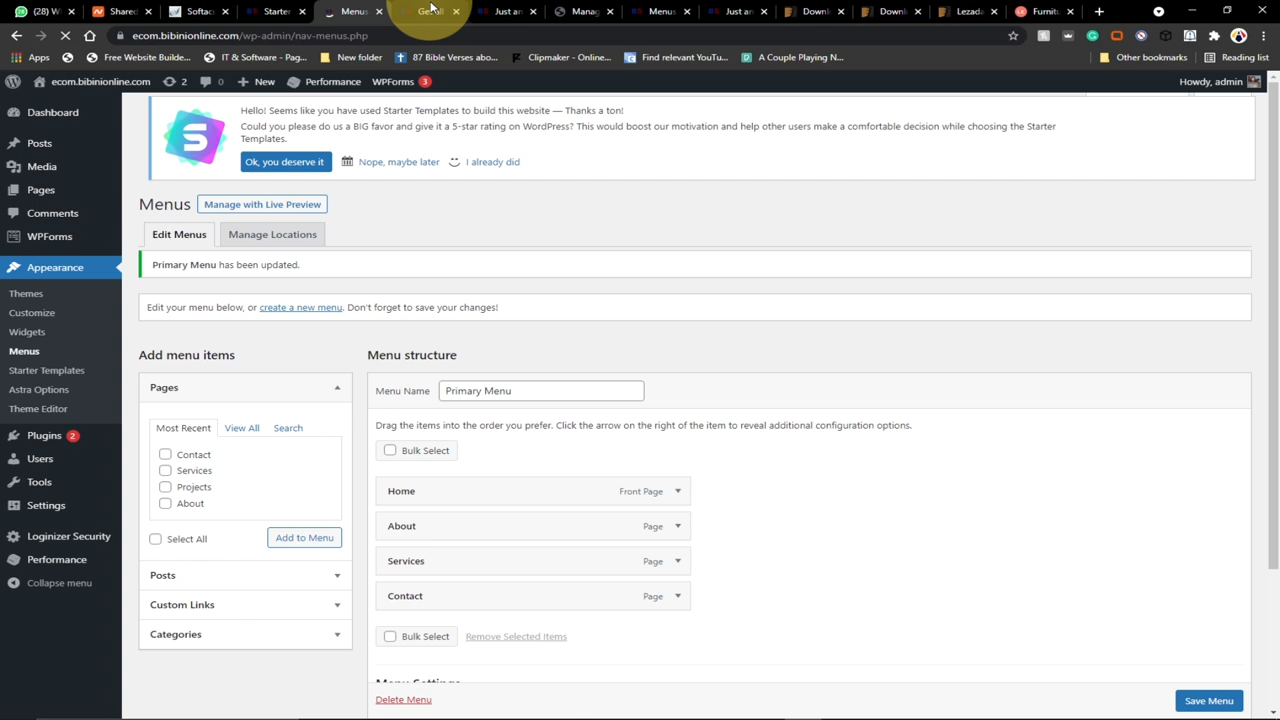 (28) W
Shared
Softac
Starter
Menus
Ge
Just an
Manag
Menus
Just an
Downl
Downl
Lezada
Furnitu
ecom.bibinionline.com/wp-admin/nav-menus.php
Apps
Free Website Builde...
IT & Software - Pag...
New folder
87 Bible Verses abo...
Clipmaker - Online...
Find relevant YouTu...
A Couple Playing N...
Other bookmarks
Reading list
ecom.bibinionline.com
2
0
New
Performance
WPForms 3
Howdy, admin
Dashboard
Posts
Media
Pages
Comments
WPForms
Appearance
Themes
Customize
Widgets
Menus
Starter Templates
Astra Options
Theme Editor
Plugins 2
Users
Tools
Settings
Loginizer Security
Performance
Collapse menu
Hello! Seems like you have used Starter Templates to build this website — Thanks a ton!
Could you please do us a BIG favor and give it a 5-star rating on WordPress? This would boost our motivation and help other users make a comfortable decision while choosing the Starter
Templates.
Ok, you deserve it
Nope, maybe later
I already did
Menus
Manage with Live Preview
Edit Menus
Manage Locations
Primary Menu has been updated.
Edit your menu below, or create a new menu. Don't forget to save your changes!
Add menu items
Pages
Most Recent
View All
Search
Contact
Services
Projects
About
Select All
Add to Menu
Posts
Custom Links
Categories
Menu structure
Menu Name
Primary Menu
Drag the items into the order you prefer. Click the arrow on the right of the item to reveal additional configuration options.
Bulk Select
Home
Front Page
About
Page
Services
Page
Contact
Page
Bulk Select
Remove Selected Items
Menu Settings
Delete Menu
Save Menu